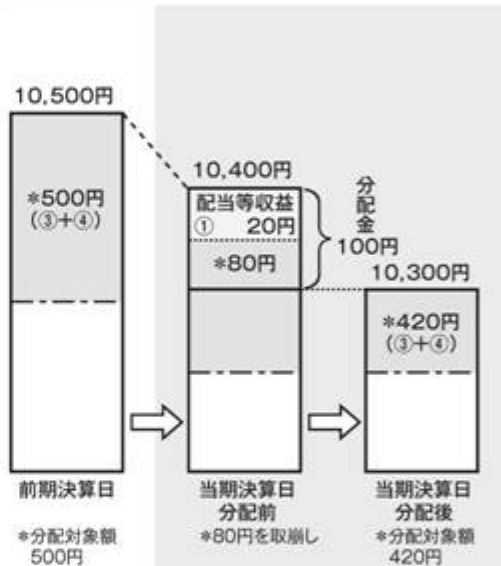 10,500円
*500円
(③+④)
10,400円
配当等収益
① 20円
*80円
分配金
100円
10,300円
*420円
(③+④)
前期決算日
*分配対象額
500円
当期決算日
分配前
*80円を取崩し
当期決算日
分配後
*分配対象額
420円